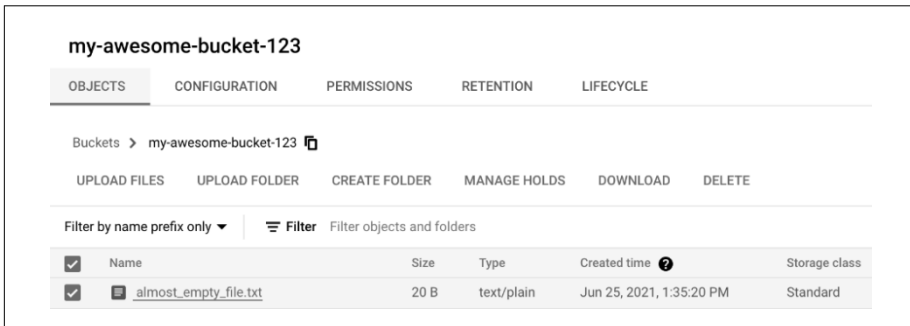 my-awesome-bucket-123
OBJECTS CONFIGURATION PERMISSIONS RETENTION LIFECYCLE
Buckets > my-awesome-bucket-123
UPLOAD FILES UPLOAD FOLDER CREATE FOLDER MANAGE HOLDS DOWNLOAD DELETE
Filter by name prefix only Filter Filter objects and folders
Name Size Type Created time ? Storage class
almost_empty_file.txt 20 B text/plain Jun 25, 2021, 1:35:20 PM Standard